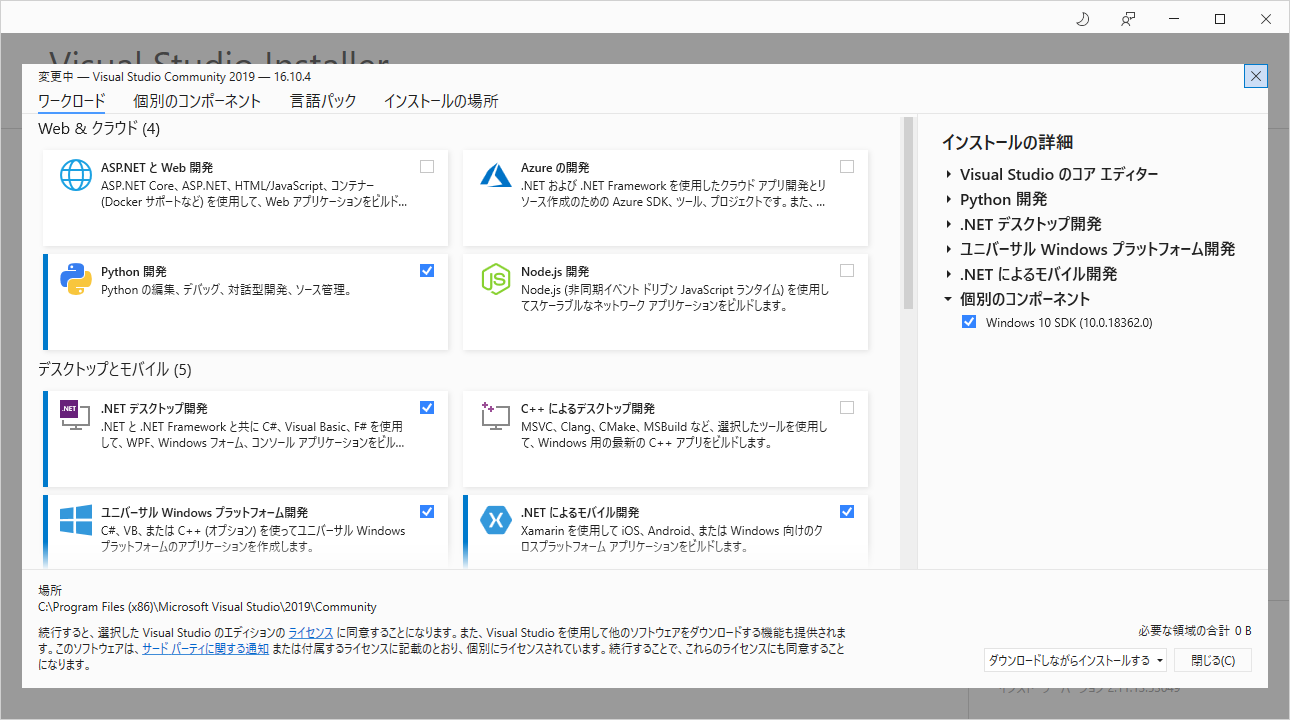 Visual Studio Installer
変更中 — Visual Studio Community 2019 — 16.10.4
ワークロード 個別のコンポーネント 言語パック インストールの場所
Web & クラウド (4)
ASP.NET と Web 開発
ASP.NET Core、ASP.NET、HTML/JavaScript、コンテナー
(Docker サポートなど) を使用して、Web アプリケーションをビルド...
Azure の開発
.NET および .NET Framework を使用したクラウド アプリ開発とリ
ソース作成のための Azure SDK、ツール、プロジェクトです。また、...
Python 開発
Python の編集、デバッグ、対話型開発、ソース管理。
Node.js 開発
Node.js (非同期イベント ドリブン JavaScript ランタイム) を使用し
てスケーラブルなネットワーク アプリケーションをビルドします。
デスクトップとモバイル (5)
.NET
.NET デスクトップ開発
.NET と .NET Framework と共に C#、Visual Basic、F# を使用
して、WPF、Windows フォーム、コンソール アプリケーションをビル...
C++ によるデスクトップ開発
MSVC、Clang、CMake、MSBuild など、選択したツールを使用し
て、Windows 用の最新の C++ アプリをビルドします。
ユニバーサル Windows プラットフォーム開発
C#、VB、または C++ (オプション) を使ってユニバーサル Windows
プラットフォームのアプリケーションを作成します。
.NET によるモバイル開発
Xamarin を使用して iOS、Android、または Windows 向けのク
ロスプラットフォーム アプリケーションをビルドします。
インストールの詳細
Visual Studio のコア エディター
Python 開発
.NET デスクトップ開発
ユニバーサル Windows プラットフォーム開発
.NET によるモバイル開発
個別のコンポーネント
Windows 10 SDK (10.0.18362.0)
場所
C:\Program Files (x86)\Microsoft Visual Studio\2019\Community
続行すると、選択した Visual Studio のエディションの ライセンス に同意することになります。また、Visual Studio を使用して他のソフトウェアをダウンロードする機能も提供されま
す。このソフトウェアは、サード パーティに関する通知 または付属するライセンスに記載のとおり、個別にライセンスされています。続行することで、これらのライセンスにも同意すること
になります。
必要な領域の合計 0 B
ダウンロードしながらインストールする 閉じる(C)